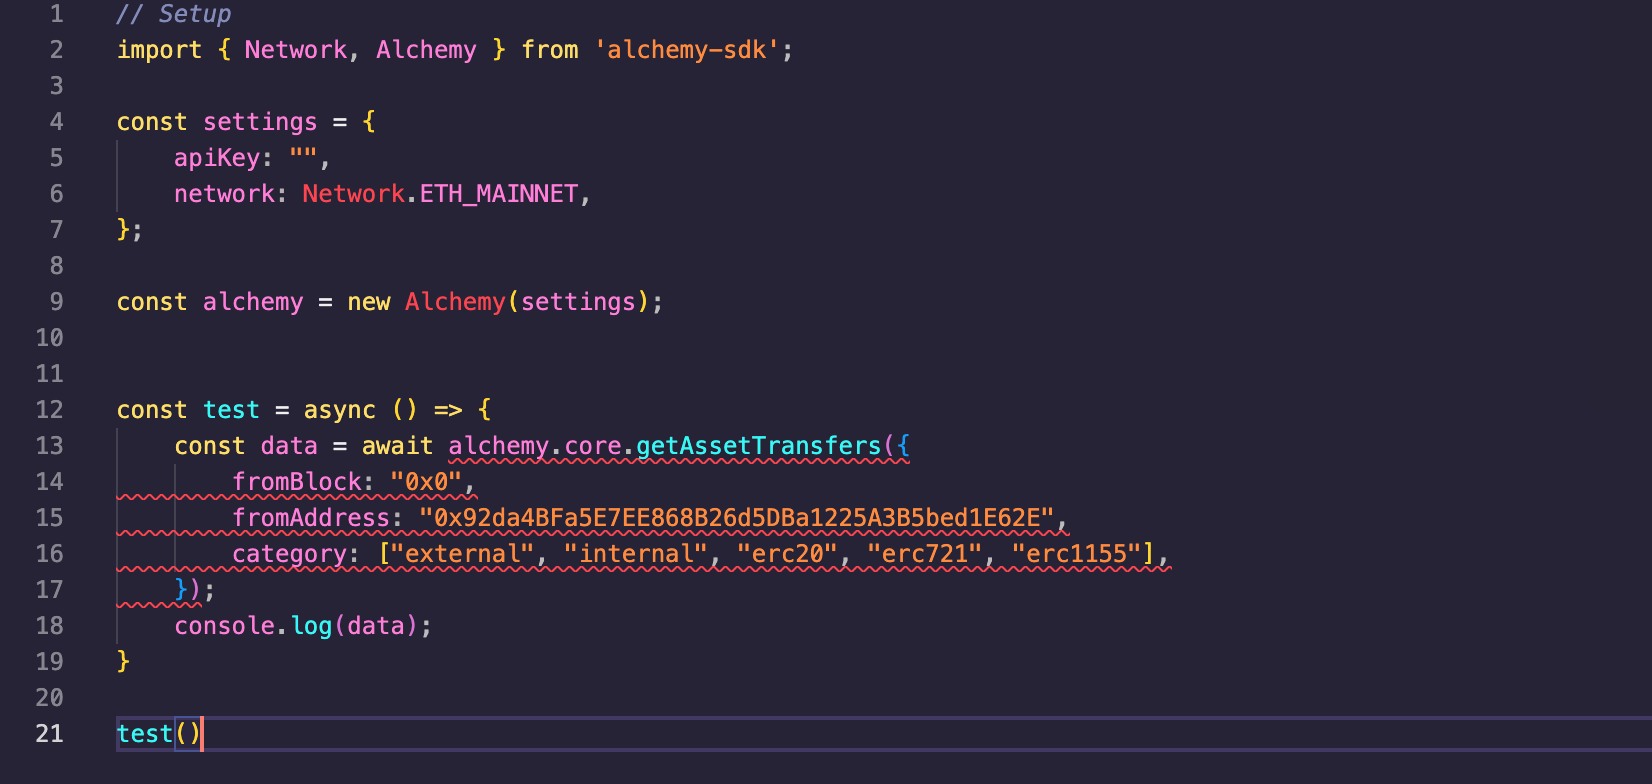 1 // Setup
2 import { Network, Alchemy } from 'alchemy-sdk';
3
4 const settings = {
5     apiKey: "",
6     network: Network.ETH_MAINNET,
7 };
8
9 const alchemy = new Alchemy(settings);
10
11
12 const test = async () => {
13     const data = await alchemy.core.getAssetTransfers({
14         fromBlock: "0x0",
15         fromAddress: "0x92da4BFa5E7EE868B26d5DBa1225A3B5bed1E62E",
16         category: ["external", "internal", "erc20", "erc721", "erc1155"],
17     });
18     console.log(data);
19 }
20
21 test()